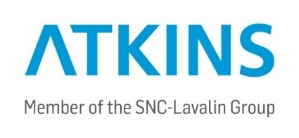 ATKINS
Member of the SNC-Lavalin Group